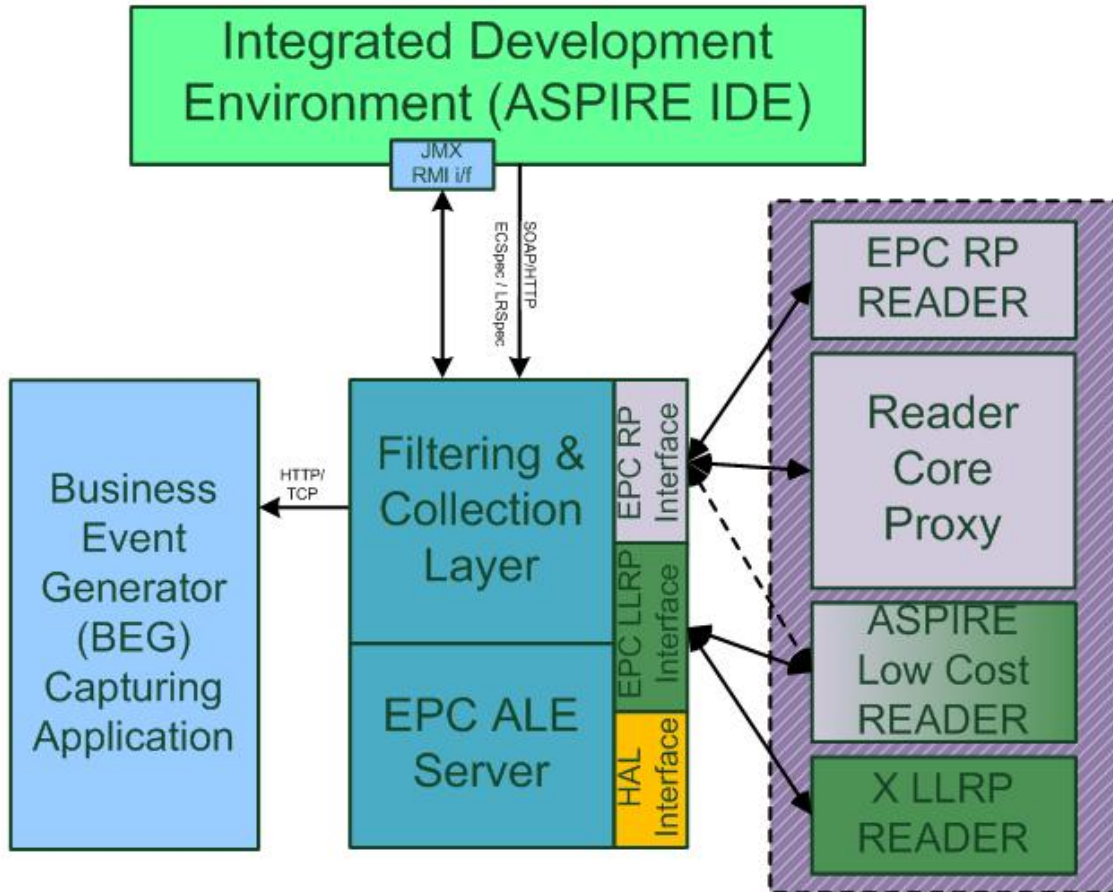 Integrated Development
Environment (ASPIRE IDE)
JMX
RMI i/f
SOAP/HTTP
ECSpec / LRSpec
EPC RP
READER
Reader
Core
Proxy
ASPIRE
Low Cost
READER
X LLRP
READER
Filtering &
Collection
Layer
EPC ALE
Server
EPC RP
Interface
EPC LLRP
Interface
HAL
Interface
HTTP/
TCP
Business
Event
Generator
(BEG)
Capturing
Application